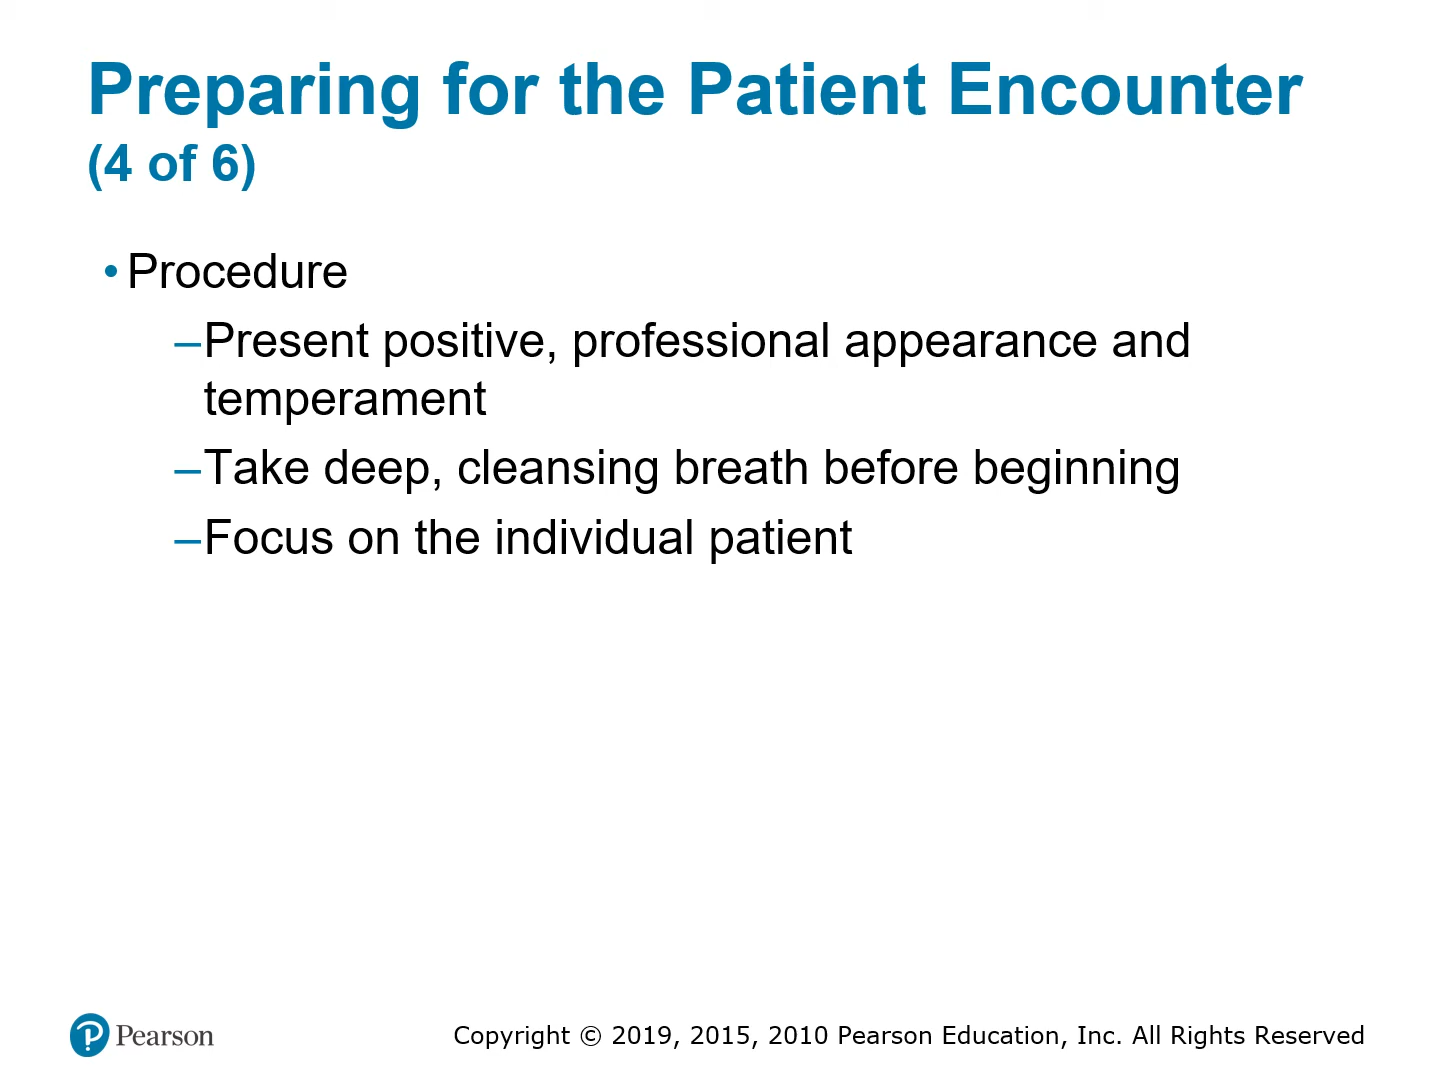 Preparing for the Patient Encounter
(4 of 6)
• Procedure
–Present positive, professional appearance and
temperament
–Take deep, cleansing breath before beginning
–Focus on the individual patient
Pearson
Copyright © 2019, 2015, 2010 Pearson Education, Inc. All Rights Reserved